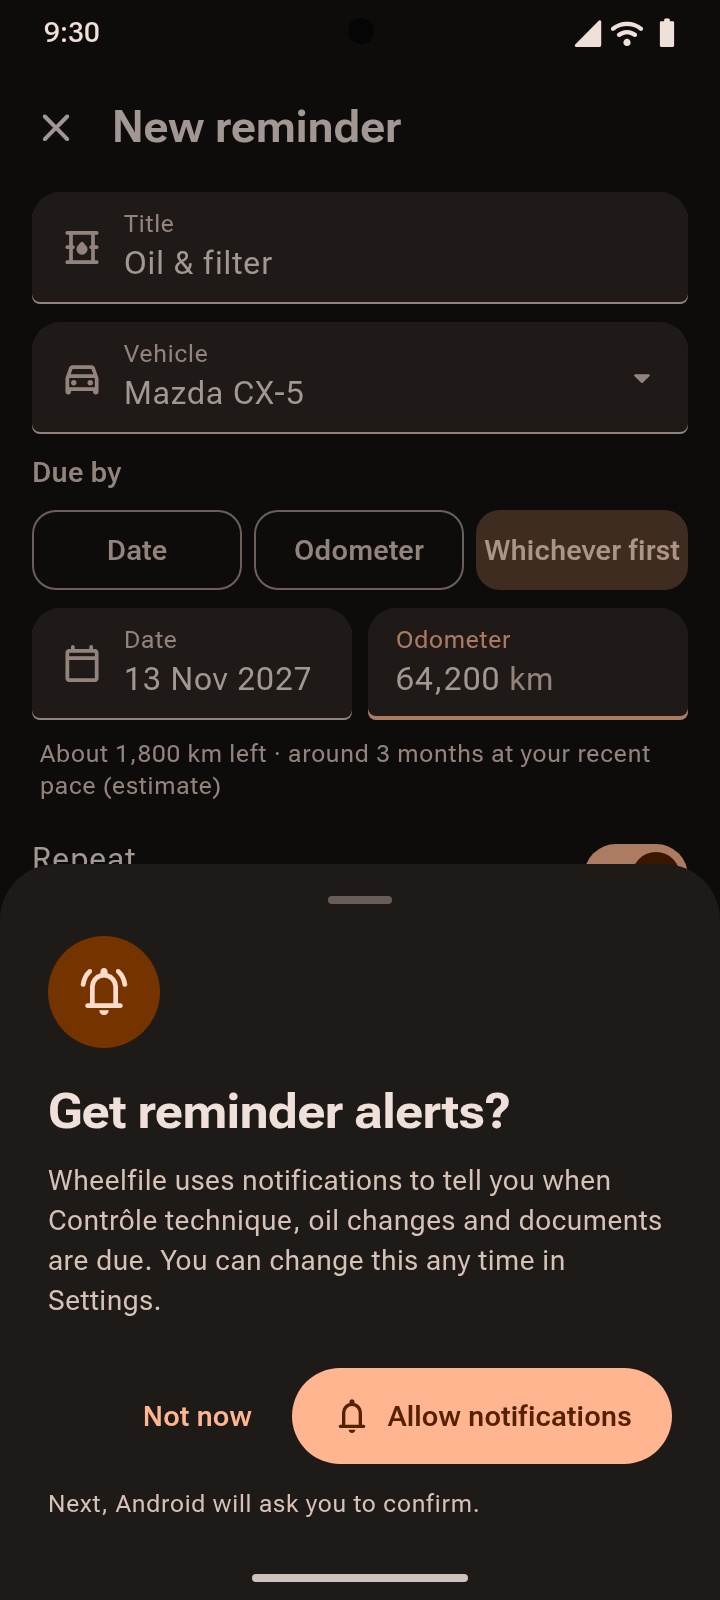 9:30
New reminder
Title
Oil & filter
Vehicle
Mazda CX-5
Due by
Date
Odometer
Whichever first
Date
13 Nov 2027
Odometer
64,200 km
About 1,800 km left · around 3 months at your recent
pace (estimate)
Repeat
Get reminder alerts?
Wheelfile uses notifications to tell you when
Contrôle technique, oil changes and documents
are due. You can change this any time in
Settings.
Not now
Allow notifications
Next, Android will ask you to confirm.